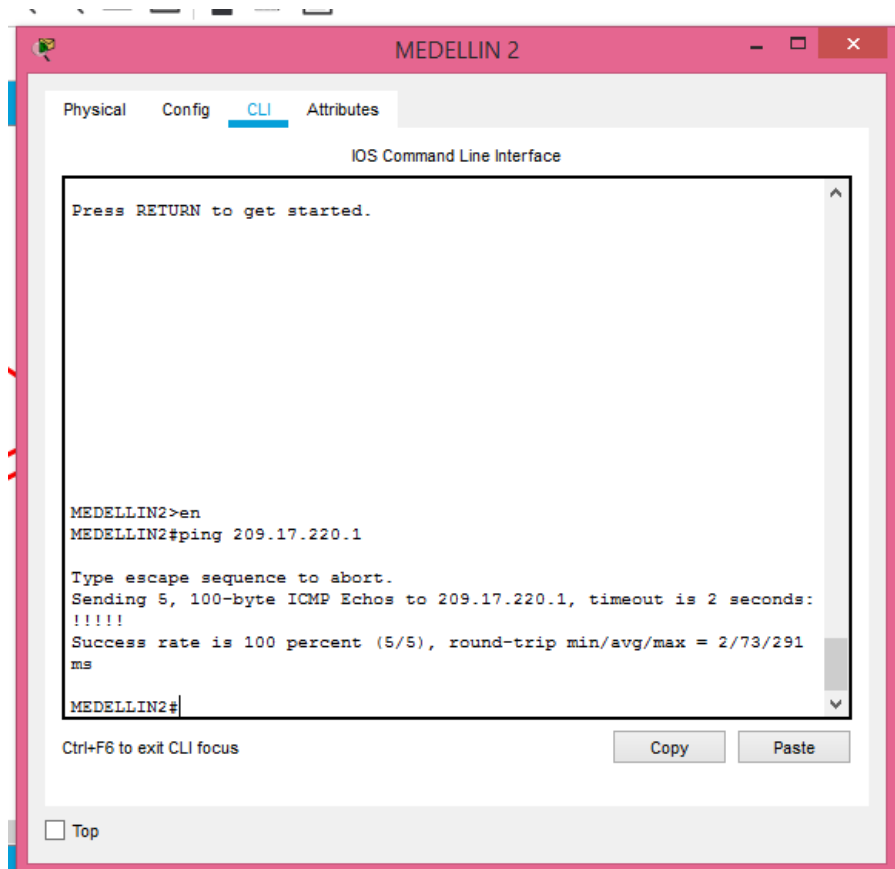 MEDELLIN 2
Physical Config CLI Attributes
IOS Command Line Interface
Press RETURN to get started.
MEDELLIN2>en
MEDELLIN2#ping 209.17.220.1
Type escape sequence to abort.
Sending 5, 100-byte ICMP Echos to 209.17.220.1, timeout is 2 seconds:
!!!!!
Success rate is 100 percent (5/5), round-trip min/avg/max = 2/73/291
ms
MEDELLIN2#
Ctrl+F6 to exit CLI focus
Copy Paste
Top